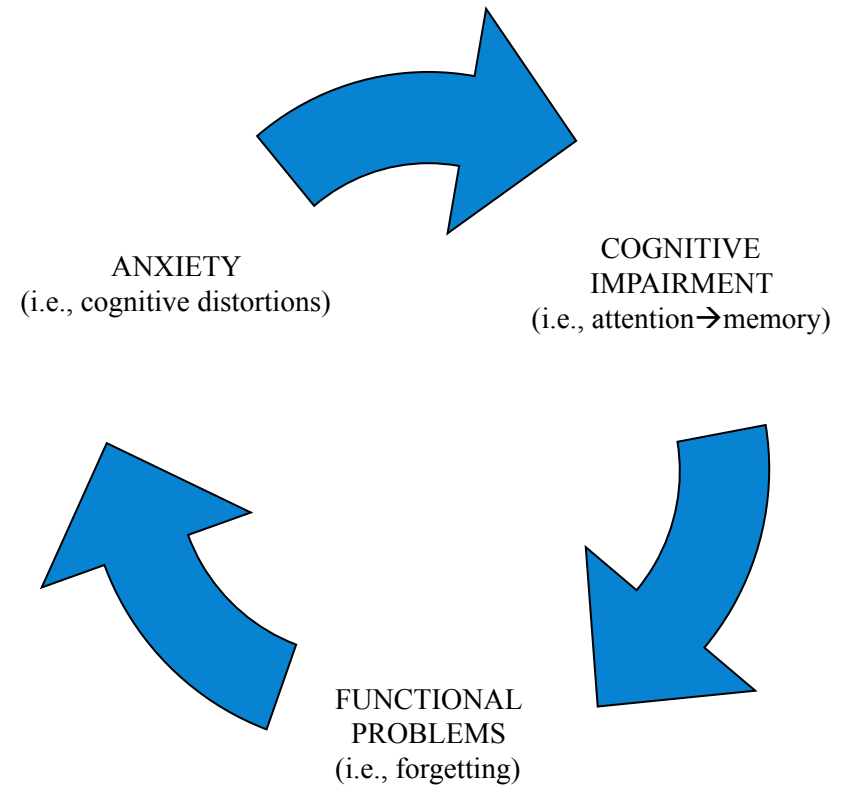 ANXIETY
(i.e., cognitive distortions)
COGNITIVE
IMPAIRMENT
(i.e., attention→memory)
FUNCTIONAL
PROBLEMS
(i.e., forgetting)